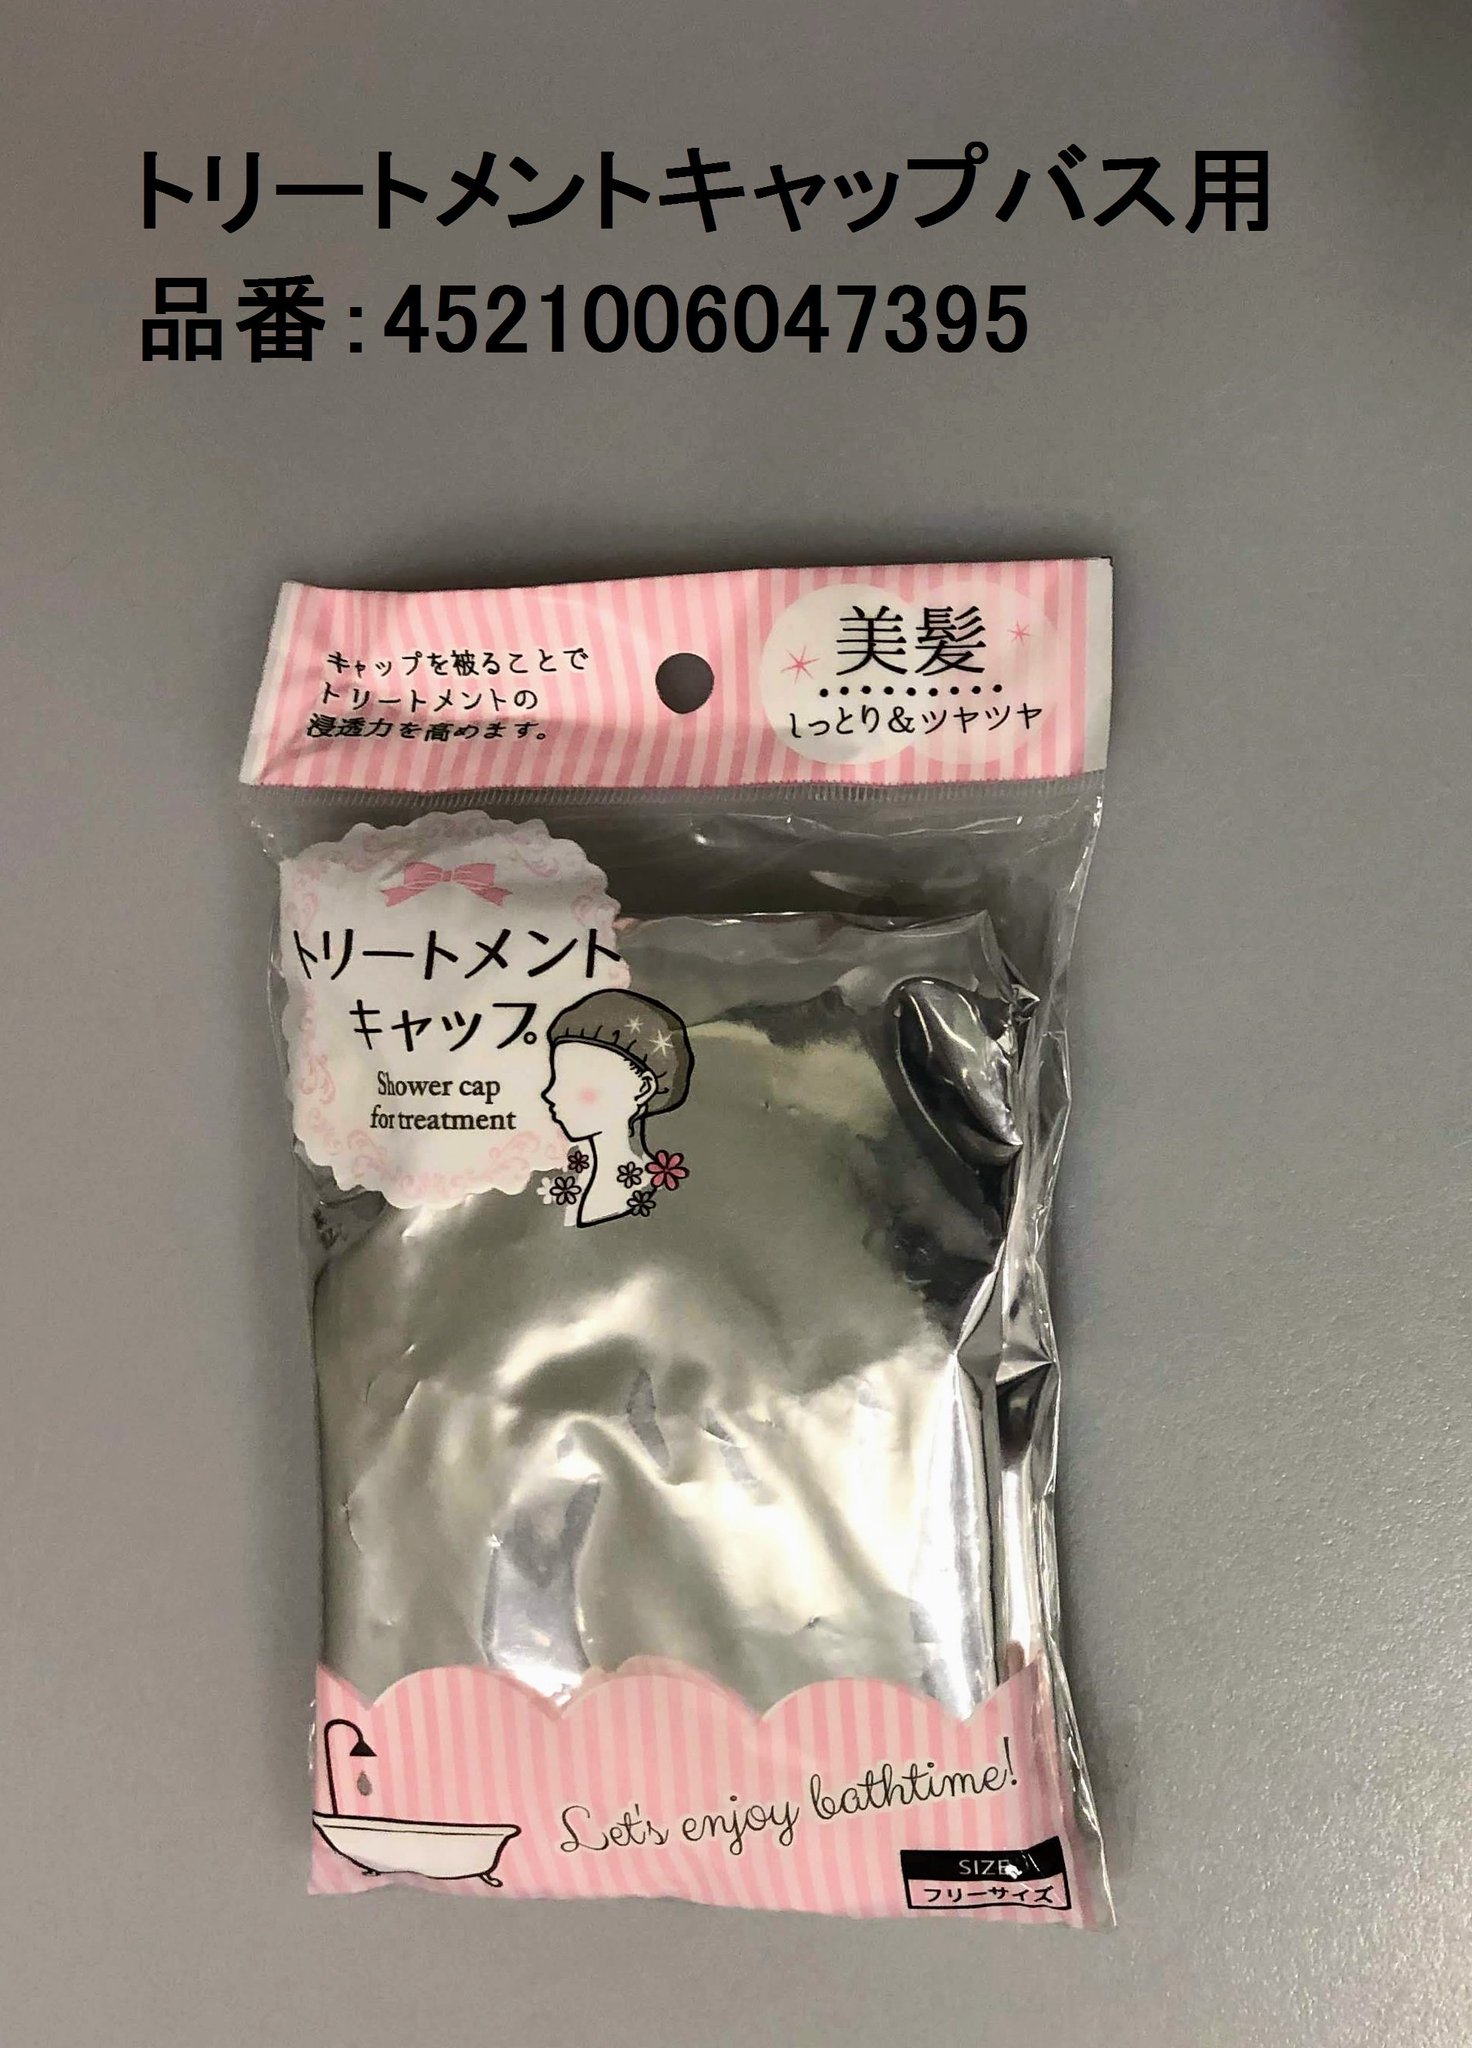 トリートメントキャップバス用
品番:4521006047395
キャップを被ることで
トリートメントの
浸透力を高めます。
美髪
しっとり&ツヤツヤ
トリートメント
キャップ
Shower cap
for treatment
Let's enjoy bathtime!
SIZE
フリーサイズ